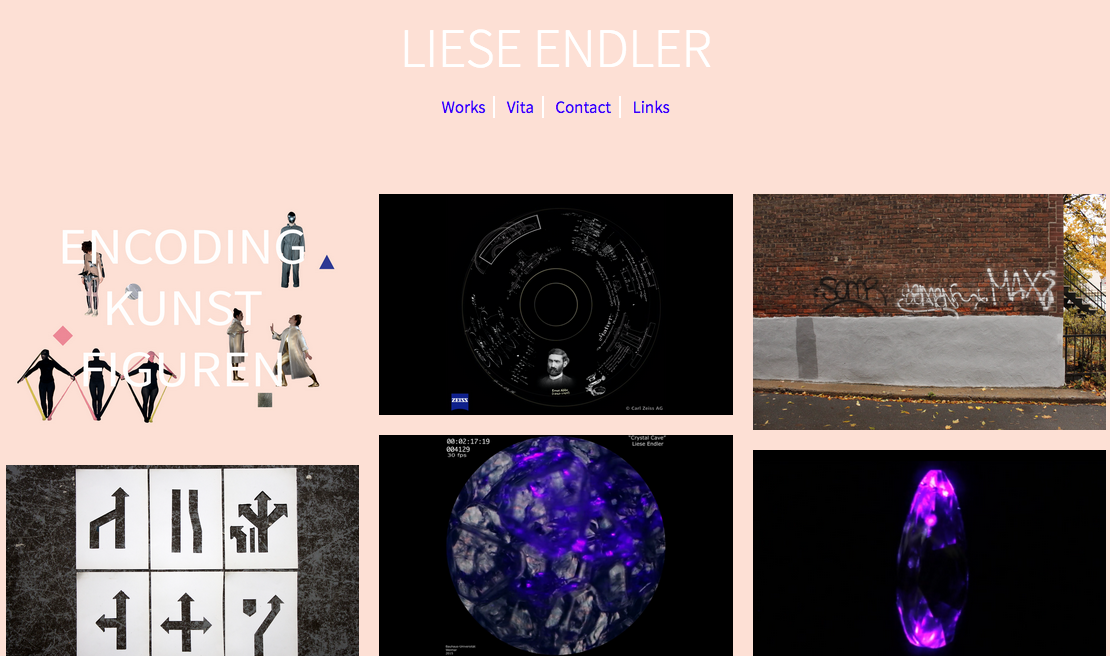 LIESE ENDLER
Works
Vita
Contact
Links
ENCODING
KUNST
FIGUREN
ZEISS
© Carl Zeiss AG
MAXS
00:02:17:19
004129
30 fps
"Crystal Cave"
Liese Endler